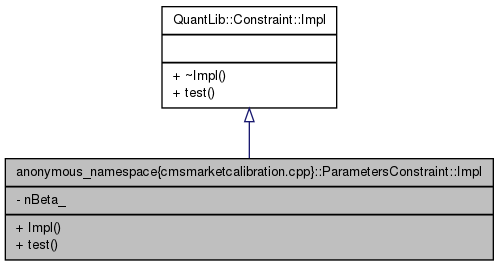 QuantLib::Constraint::Impl
+ ~Impl()
+ test()
anonymous_namespace{cmsmarketcalibration.cpp}::ParametersConstraint::Impl
- nBeta_
+ Impl()
+ test()